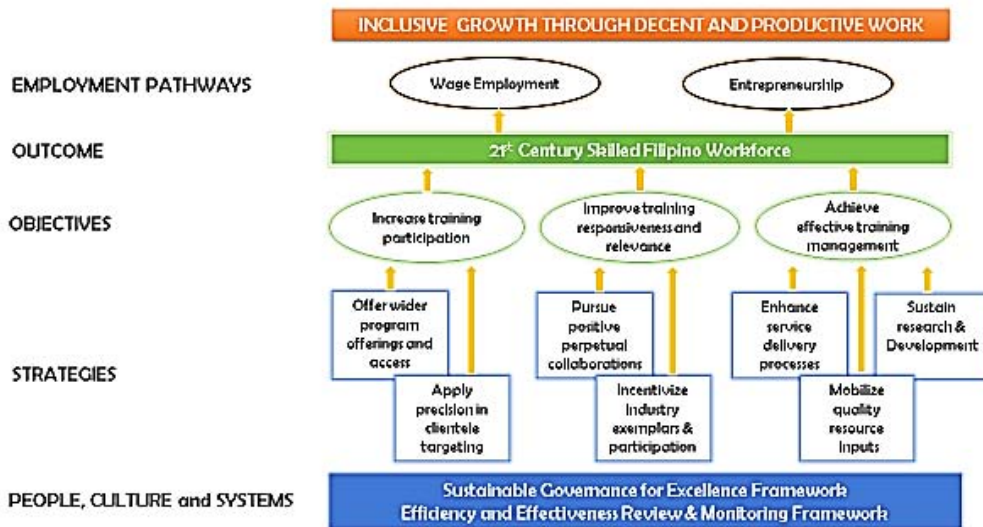 INCLUSIVE GROWTH THROUGH DECENT AND PRODUCTIVE WORK
EMPLOYMENT PATHWAYS
Wage Employment
Entrepreneurship
OUTCOME
21st Century Skilled Filipino Workforce
OBJECTIVES
Increase training
participation
Improve training
responsiveness and
relevance
Achieve
effective training
management
STRATEGIES
Offer wider
program
offerings and
access
Apply
precision in
clientele
targeting
Pursue
positive
perpetual
collaborations
Incentivize
Industry
exemplars &
participation
Enhance
service
delivery
processes
Mobilize
quality
resource
Inputs
Sustain
research &
Development
PEOPLE, CULTURE and SYSTEMS
Sustainable Governance for Excellence Framework
Efficiency and Effectiveness Review & Monitoring Framework